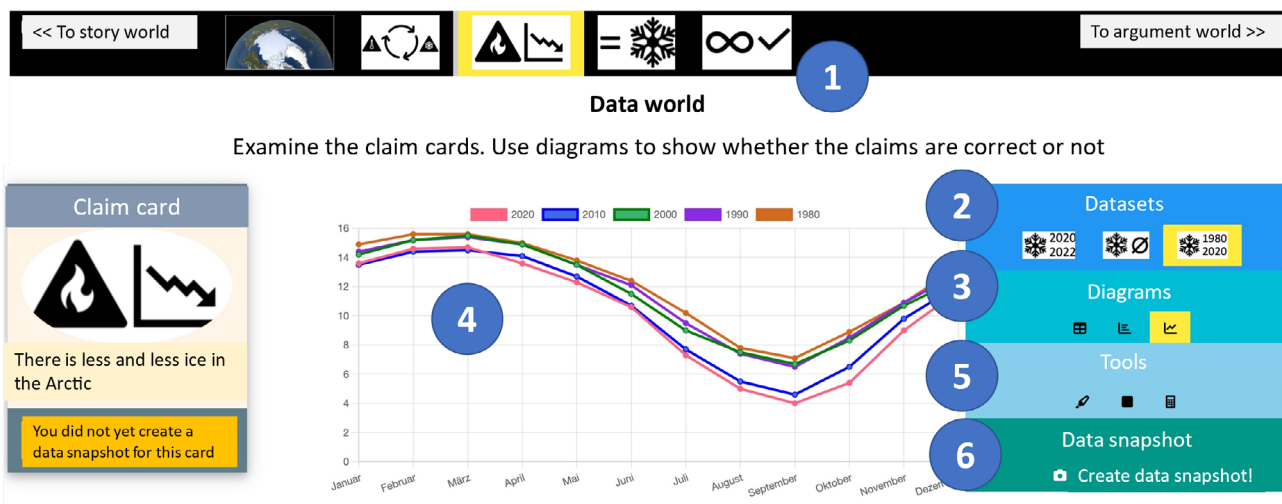 << To story world
To argument world >>
1
Data world
Examine the claim cards. Use diagrams to show whether the claims are correct or not
Claim card
There is less and less ice in
the Arctic
You did not yet create a
data snapshot for this card
2020 2010 2000 1990 1980
16
14
12
10
8
6
4
2
0
Januar Februar März April Mai Juni Juli August September Oktober November
4
2
Datasets
2020
2022
1980
2020
3
Diagrams
5
Tools
6
Data snapshot
Create data snapshot!